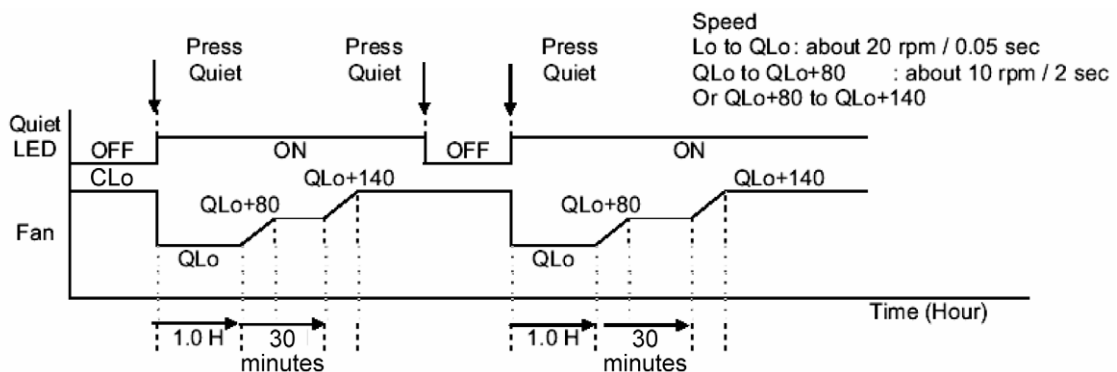 Speed
Lo to QLo: about 20 rpm / 0.05 sec
QLo to QLo+80 : about 10 rpm / 2 sec
Or QLo+80 to QLo+140
Press
Quiet
Press
Quiet
Press
Quiet
Quiet
LED
OFF
ON
OFF
ON
CLo
QLo+140
QLo+140
QLo+80
QLo+80
Fan
QLo
QLo
Time (Hour)
1.0 H
30
minutes
1.0 H
30
minutes